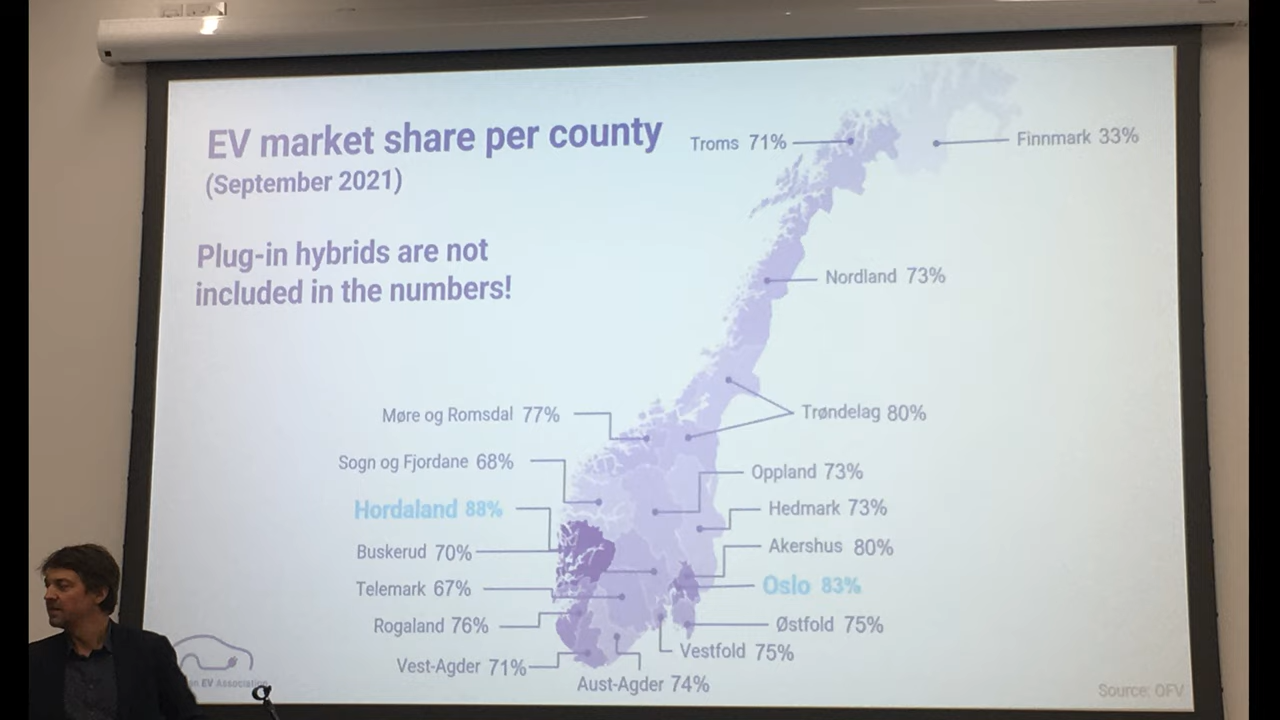 EV market share per county
(September 2021)
Plug-in hybrids are not
included in the numbers!
Troms 71%
Finnmark 33%
Nordland 73%
Møre og Romsdal 77%
Trøndelag 80%
Sogn og Fjordane 68%
Oppland 73%
Hordaland 88%
Hedmark 73%
Buskerud 70%
Akershus 80%
Telemark 67%
Oslo 83%
Rogaland 76%
Østfold 75%
Vestfold 75%
Vest-Agder 71%
Aust-Agder 74%
EV Association
Source: OFV